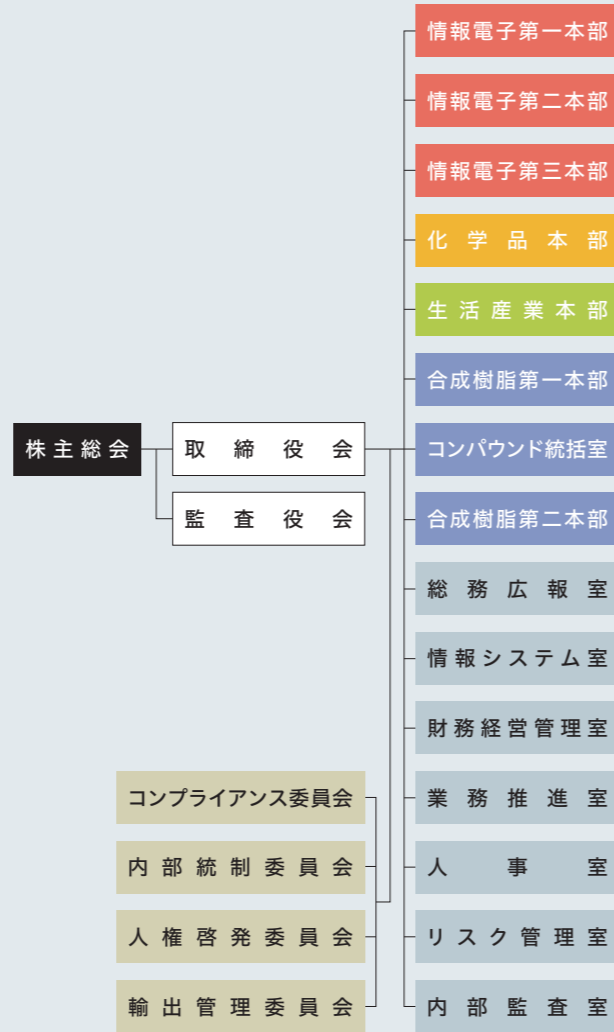 株主総会
取締役会
監査役会
情報電子第一本部
情報電子第二本部
情報電子第三本部
化学品本部
生活産業本部
合成樹脂第一本部
コンパウンド統括室
合成樹脂第二本部
総務広報室
情報システム室
財務経営管理室
業務推進室
人事室
リスク管理室
内部監査室
コンプライアンス委員会
内部統制委員会
人権啓発委員会
輸出管理委員会